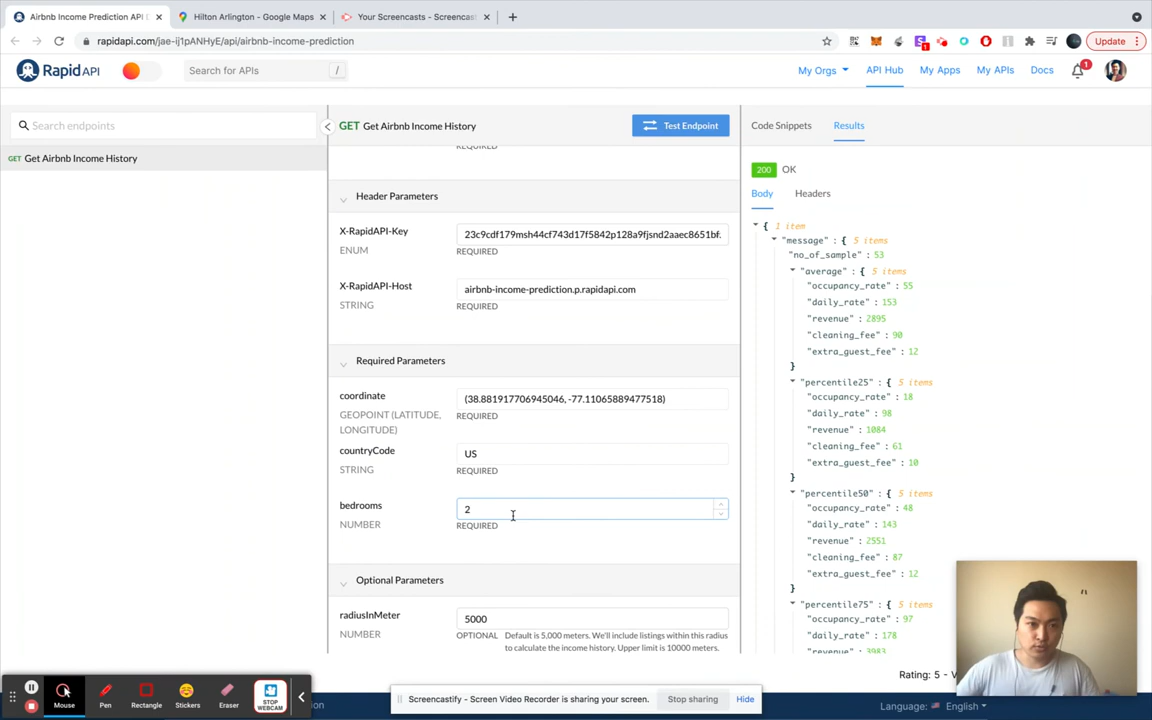 Airbnb Income Prediction API D
Hilton Arlington - Google Maps
Your Screencasts - Screencast
rapidapi.com/jae-ij1pANHyE/api/airbnb-income-prediction
1
Update
Rapid API
Search for APIs
/
My Orgs
API Hub
My Apps
My APIs
Docs
1
Search endpoints
GET Get Airbnb Income History
GET Get Airbnb Income History
Test Endpoint
REQUIRED
Header Parameters
X-RapidAPI-Key
23c9cdf179msh44cf743d17f5842p128a9fjsnd2aaec8651bf.
ENUM
REQUIRED
X-RapidAPI-Host
airbnb-income-prediction.p.rapidapi.com
STRING
REQUIRED
Required Parameters
coordinate
(38.881917706945046, -77.11065889477518)
GEOPOINT (LATITUDE, LONGITUDE)
REQUIRED
countryCode
US
STRING
REQUIRED
bedrooms
2
NUMBER
REQUIRED
Optional Parameters
radiusInMeter
5000
NUMBER
OPTIONAL Default is 5,000 meters. We'll include listings within this radius
to calculate the income history. Upper limit is 10000 meters.
Code Snippets
Results
200 OK
Body
Headers
{ 1 item
"message" : { 5 items
"no_of_sample" : 53
"average" : { 5 items
"occupancy_rate" : 55
"daily_rate" : 153
"revenue" : 2895
"cleaning_fee" : 90
"extra_guest_fee" : 12
}
"percentile25" : { 5 items
"occupancy_rate" : 18
"daily_rate" : 98
"revenue" : 1084
"cleaning_fee" : 61
"extra_guest_fee" : 10
}
"percentile50" : { 5 items
"occupancy_rate" : 48
"daily_rate" : 143
"revenue" : 2551
"cleaning_fee" : 87
"extra_guest_fee" : 12
}
"percentile75" : { 5 items
"occupancy_rate" : 97
"daily_rate" : 178
"revenue" : 3983
Rating: 5 - V
Mouse
Pen
Rectangle
Stickers
Eraser
STOP WEBCAM
Screencastify - Screen Video Recorder is sharing your screen.
Stop sharing
Hide
Language:
English